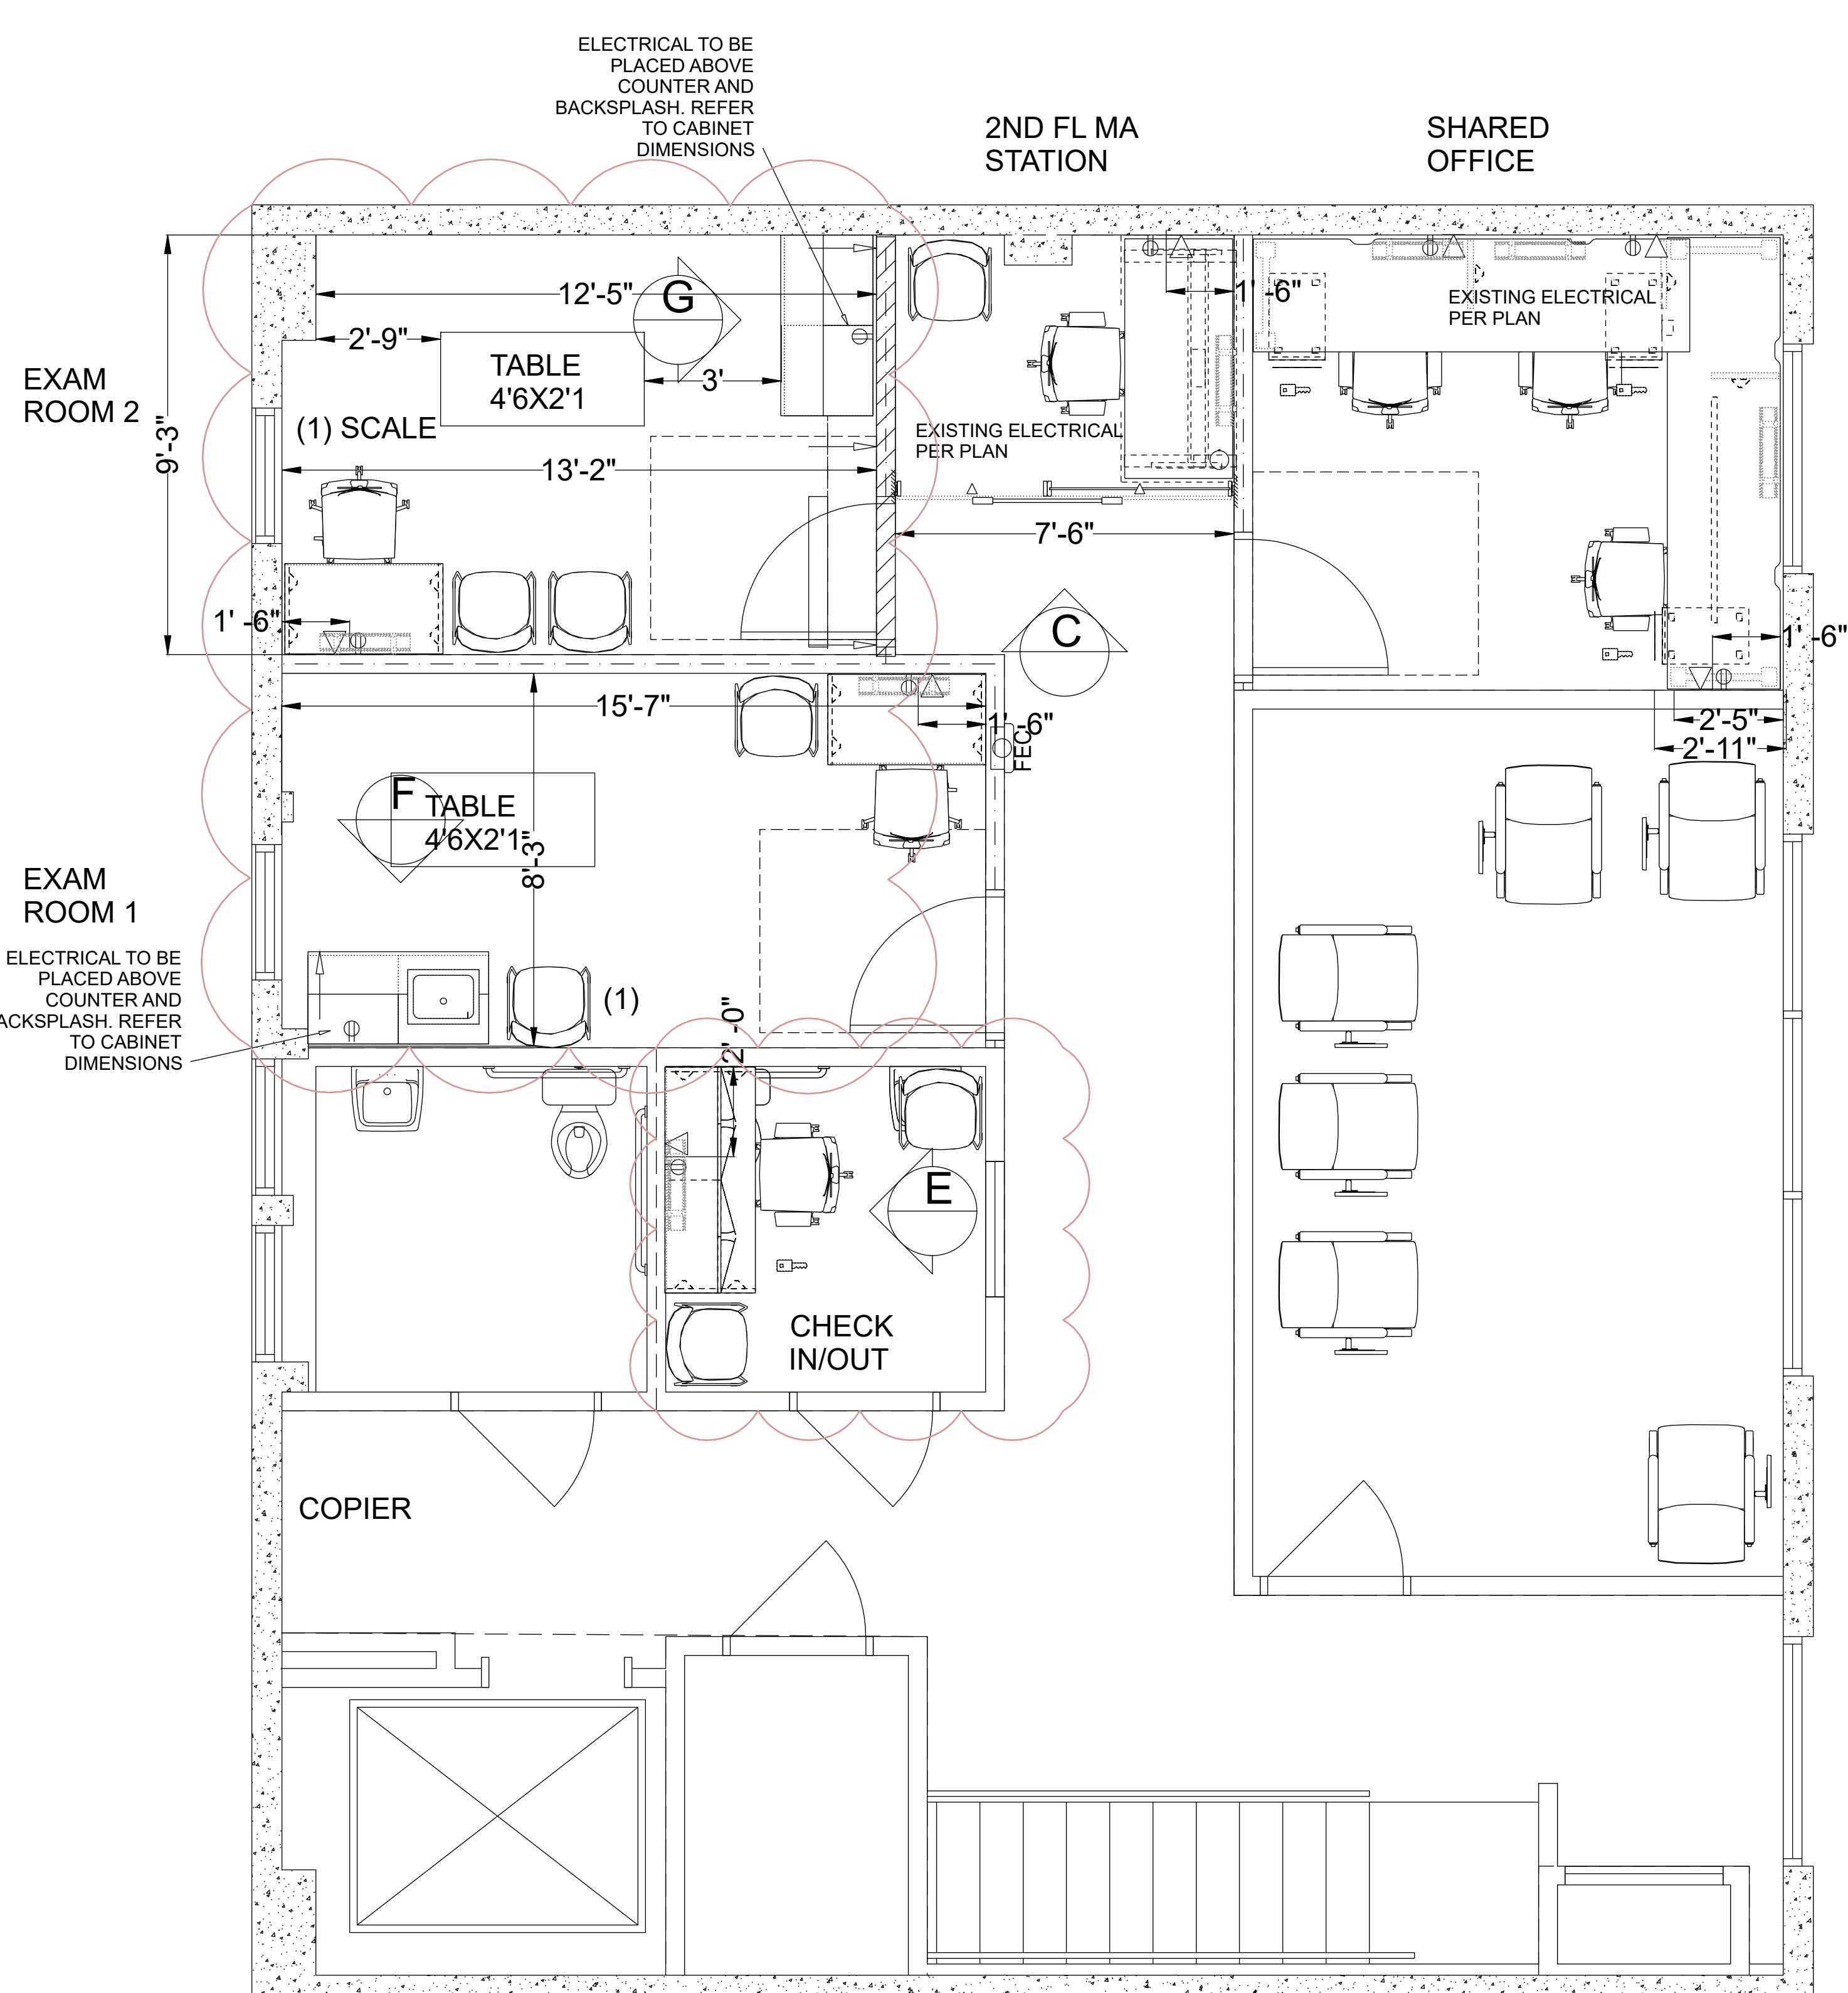 ELECTRICAL TO BE
PLACED ABOVE
COUNTER AND
BACKSPLASH. REFER
TO CABINET
DIMENSIONS
2ND FL MA
STATION
SHARED
OFFICE
12'-5"
G
1' -6"
EXISTING ELECTRICAL
PER PLAN
2'-9"
TABLE
4'6X2'1
3'
EXAM
ROOM 2
9'-3"
(1) SCALE
EXISTING ELECTRICAL
PER PLAN
13'-2"
7'-6"
1' -6"
C
1' -6"
15'-7"
1' -6"
FEC
2'-5"
2'-11"
F
TABLE
4'6X2'1
8'-3"
EXAM
ROOM 1
ELECTRICAL TO BE
PLACED ABOVE
COUNTER AND
ACKSPLASH. REFER
TO CABINET
DIMENSIONS
(1)
2' -0"
E
CHECK
IN/OUT
COPIER